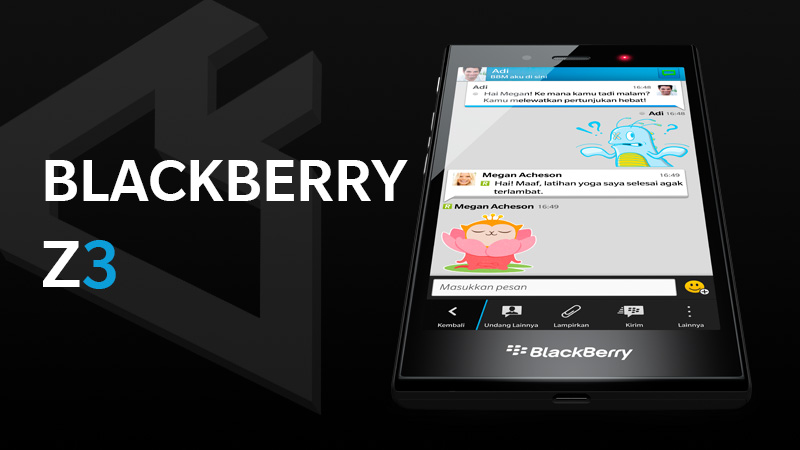 BLACKBERRY
Z3
Adi
BBM aku di sini
Adi 16:48
Hai Megan! Ke mana kamu tadi malam?
Kamu melewatkan pertunjukan hebat!
Adi 16:48
!?
?!
Megan Acheson 16:49
R Hai! Maaf, latihan yoga saya selesai agak
terlambat.
R Megan Acheson 16:49
Masukkan pesan
Kembali Undang Lainnya Lampirkan Kirim Lainnya
BlackBerry